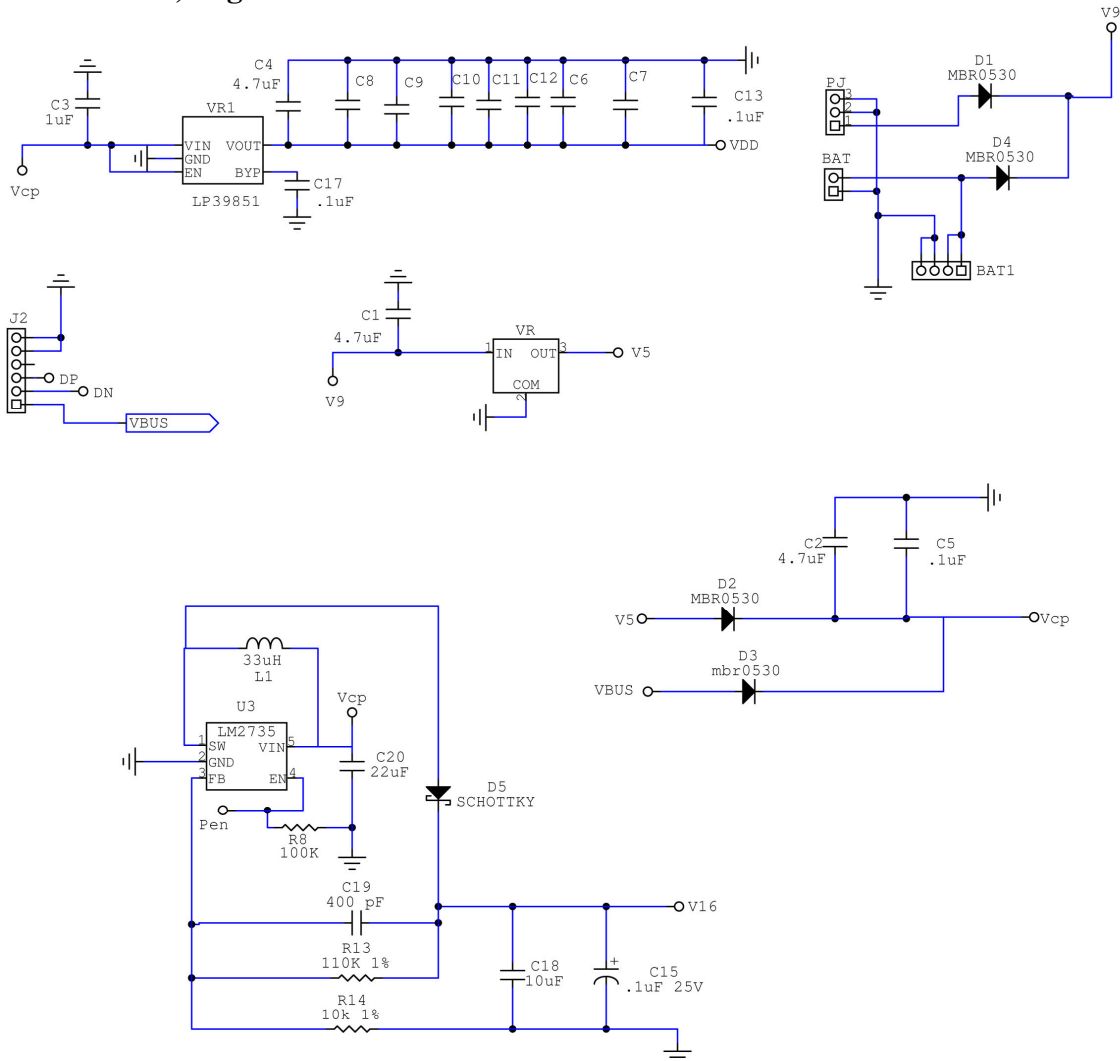 V9
C4
4.7uF
C8
C9
C10
C11
C12
C6
C7
C13
.1uF
D1
MBR0530
PJ
3
2
1
C3
1uF
VR1
VIN
GND
EN
VOUT
BYP
LP39851
VDD
Vcp
C17
.1uF
D4
MBR0530
BAT
BAT1
J2
DP
DN
VBUS
C1
4.7uF
V9
VR
1
IN
OUT
3
COM
2
V5
C2
4.7uF
C5
.1uF
D2
MBR0530
V5
Vcp
D3
mbr0530
VBUS
33uH
L1
U3
LM2735
1
SW
2
GND
3
FB
VIN
5
EN
4
Vcp
C20
22uF
Pen
R8
100K
D5
SCHOTTKY
C19
400 pF
V16
R13
110K 1%
C18
10uF
+
C15
.1uF 25V
R14
10k 1%